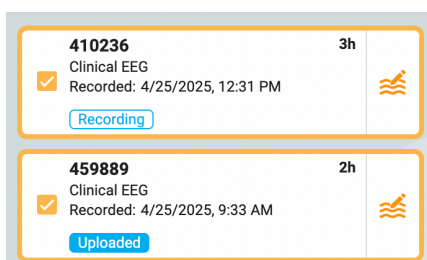 410236 3h
Clinical EEG
Recorded: 4/25/2025, 12:31 PM
Recording
459889 2h
Clinical EEG
Recorded: 4/25/2025, 9:33 AM
Uploaded